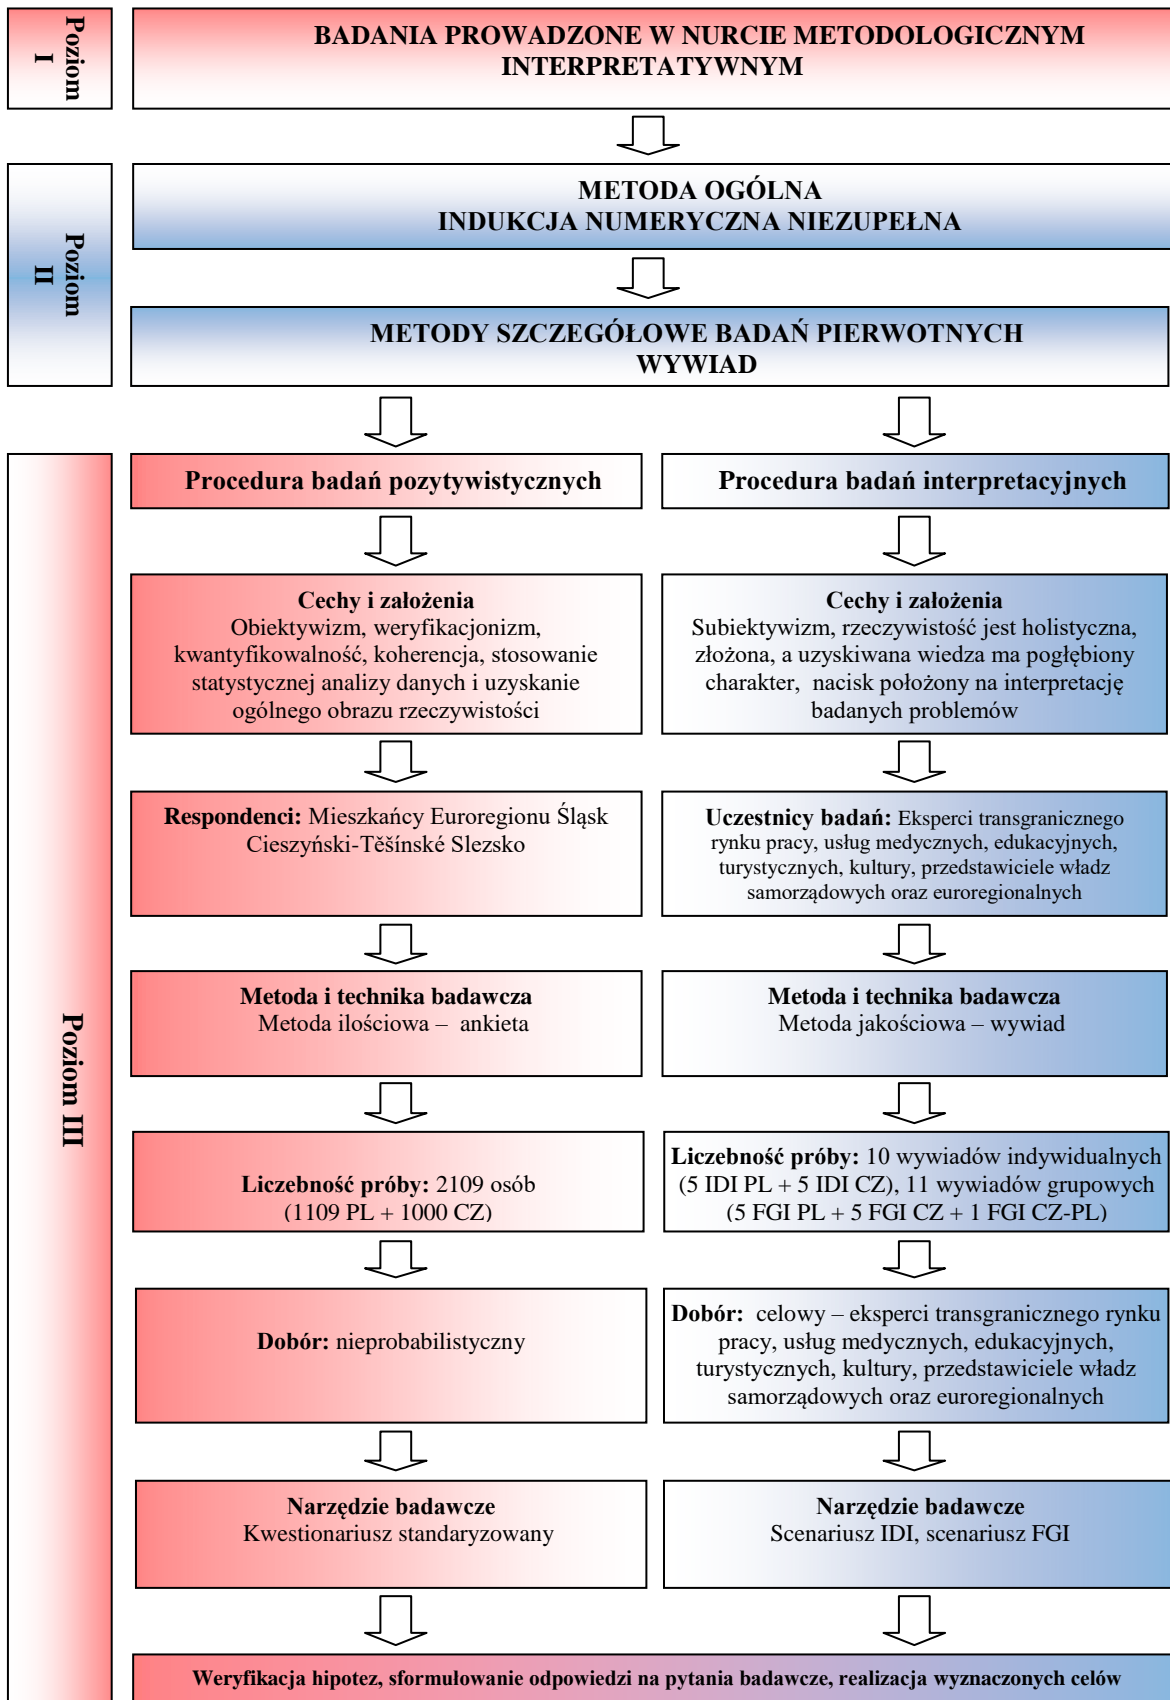 Poziom
I
BADANIA PROWADZONE W NURCIE METODOLOGICZNYM
INTERPRETATYWNYM
Poziom
II
METODA OGÓLNA
INDUKCJA NUMERYCZNA NIEZUPEŁNA
METODY SZCZEGÓŁOWE BADAŃ PIERWOTNYCH
WYWIAD
Poziom III
Procedura badań pozytywistycznych
Procedura badań interpretacyjnych
Cechy i założenia
Obiektywizm, weryfikacjonizm,
kwantyfikowalność, koherencja, stosowanie
statystycznej analizy danych i uzyskanie
ogólnego obrazu rzeczywistości
Cechy i założenia
Subiektywizm, rzeczywistość jest holistyczna,
złożona, a uzyskiwana wiedza ma pogłębiony
charakter, nacisk położony na interpretację
badanych problemów
Respondenci: Mieszkańcy Euroregionu Śląsk
Cieszyński-Těšínské Slezsko
Uczestnicy badań: Eksperci transgranicznego
rynku pracy, usług medycznych, edukacyjnych,
turystycznych, kultury, przedstawiciele władz
samorządowych oraz euroregionalnych
Metoda i technika badawcza
Metoda ilościowa – ankieta
Metoda i technika badawcza
Metoda jakościowa – wywiad
Liczebność próby: 2109 osób
(1109 PL + 1000 CZ)
Liczebność próby: 10 wywiadów indywidualnych
(5 IDI PL + 5 IDI CZ), 11 wywiadów grupowych
(5 FGI PL + 5 FGI CZ + 1 FGI CZ-PL)
Dobór: nieprobabilistyczny
Dobór: celowy – eksperci transgranicznego rynku
pracy, usług medycznych, edukacyjnych,
turystycznych, kultury, przedstawiciele władz
samorządowych oraz euroregionalnych
Narzędzie badawcze
Kwestionariusz standaryzowany
Narzędzie badawcze
Scenariusz IDI, scenariusz FGI
Weryfikacja hipotez, sformułowanie odpowiedzi na pytania badawcze, realizacja wyznaczonych celów